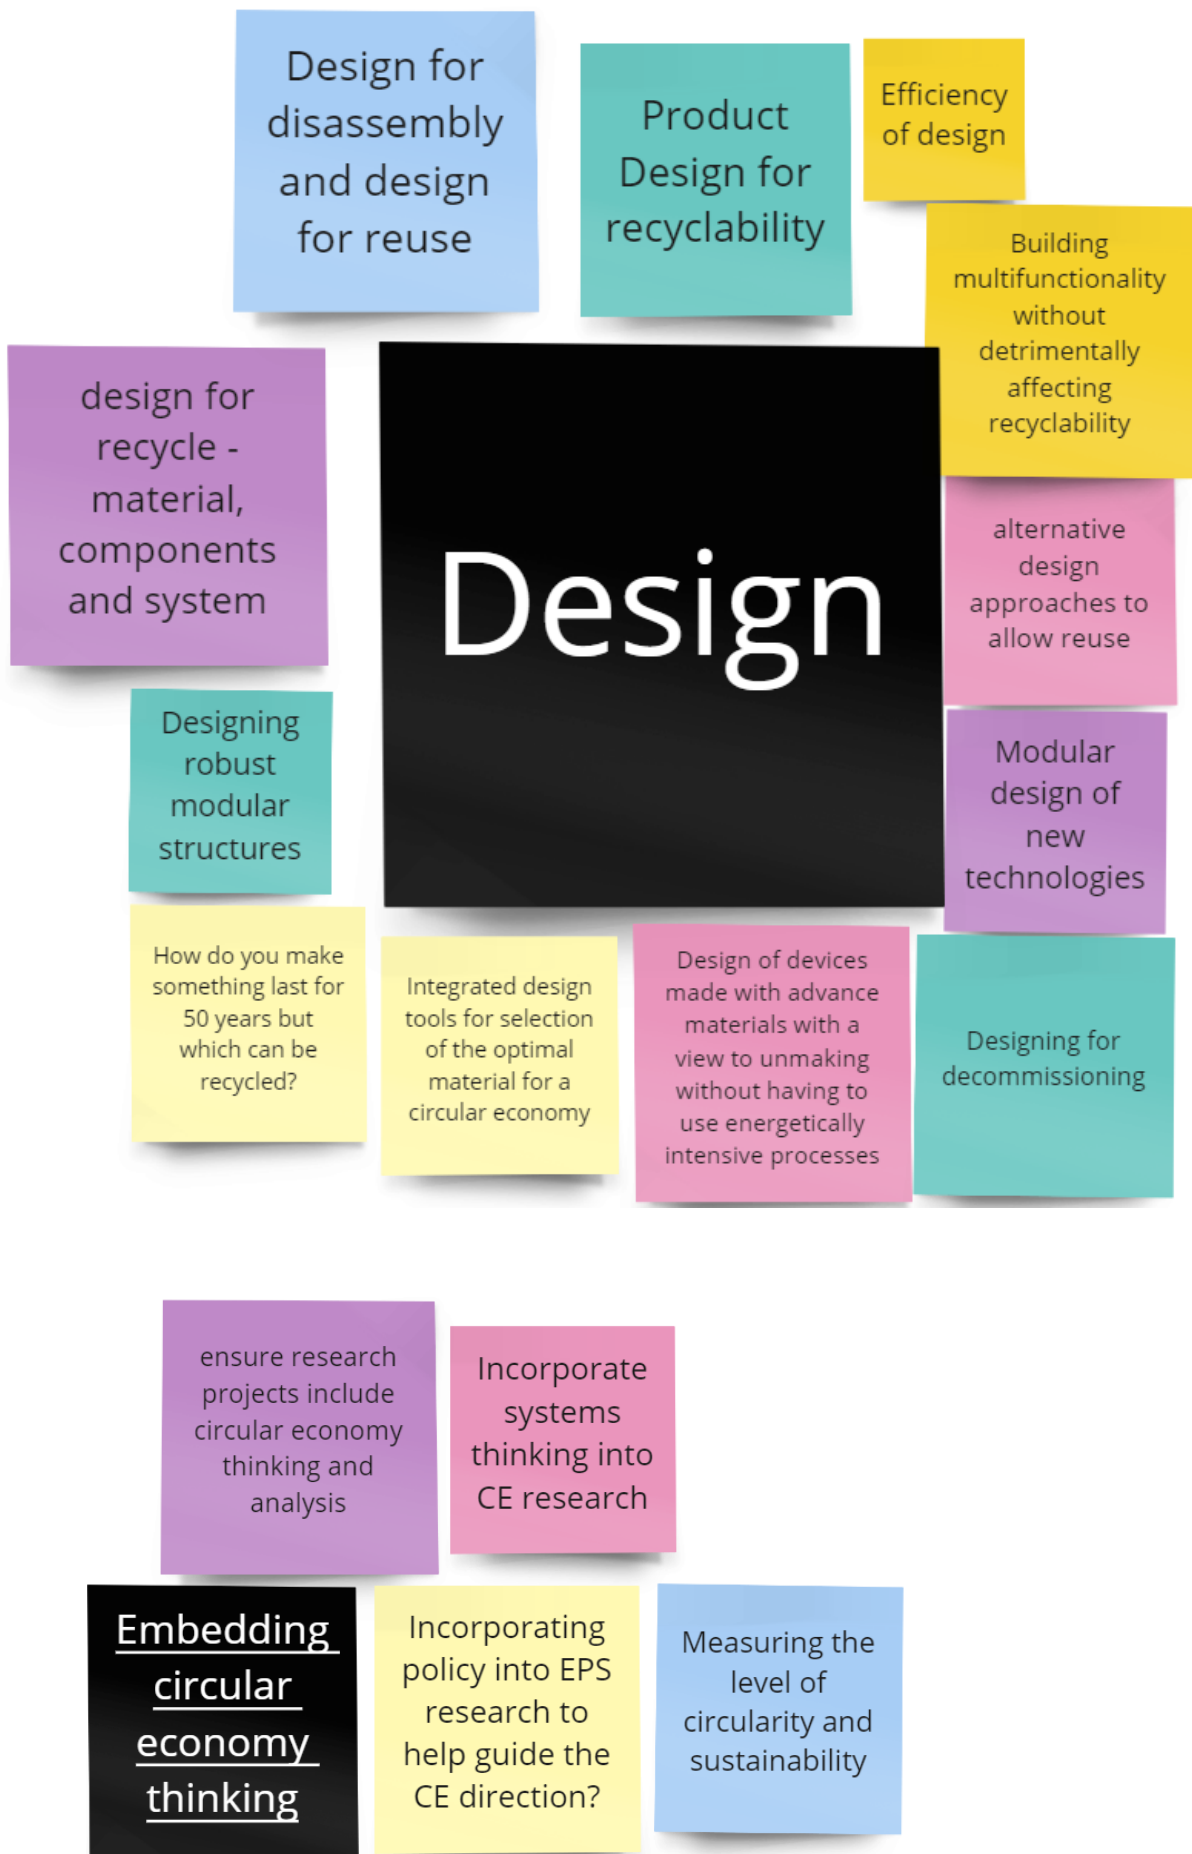 Design for
disassembly
and design
for reuse
Product
Design for
recyclability
Efficiency
of design
Building
multifunctionality
without
detrimentally
affecting
recyclability
design for
recycle -
material,
components
and system
Design
alternative
design
approaches to
allow reuse
Designing
robust
modular
structures
Modular
design of
new
technologies
How do you make
something last for
50 years but
which can be
recycled?
Integrated design
tools for selection
of the optimal
material for a
circular economy
Design of devices
made with advance
materials with a
view to unmaking
without having to
use energetically
intensive processes
Designing for
decommissioning
ensure research
projects include
circular economy
thinking and
analysis
Incorporate
systems
thinking into
CE research
Embedding
circular
economy
thinking
Incorporating
policy into EPS
research to
help guide the
CE direction?
Measuring the
level of
circularity and
sustainability